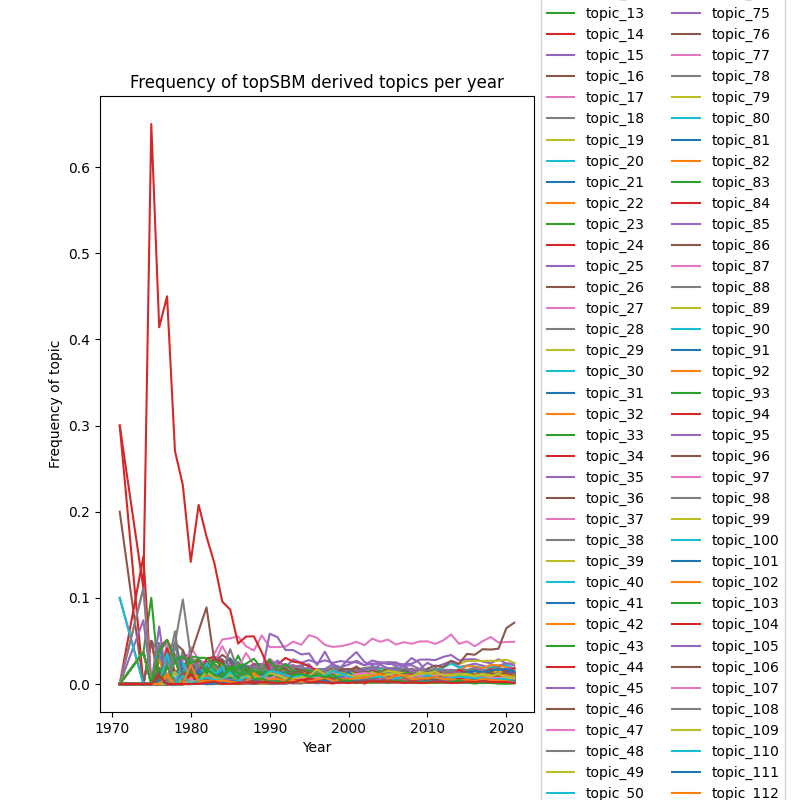 Frequency of topSBM derived topics per year
Frequency of topic
0.6
0.5
0.4
0.3
0.2
0.1
0.0
1970 1980 1990 2000 2010 2020
Year
topic_13
topic_14
topic_15
topic_16
topic_17
topic_18
topic_19
topic_20
topic_21
topic_22
topic_23
topic_24
topic_25
topic_26
topic_27
topic_28
topic_29
topic_30
topic_31
topic_32
topic_33
topic_34
topic_35
topic_36
topic_37
topic_38
topic_39
topic_40
topic_41
topic_42
topic_43
topic_44
topic_45
topic_46
topic_47
topic_48
topic_49
topic_50
topic_75
topic_76
topic_77
topic_78
topic_79
topic_80
topic_81
topic_82
topic_83
topic_84
topic_85
topic_86
topic_87
topic_88
topic_89
topic_90
topic_91
topic_92
topic_93
topic_94
topic_95
topic_96
topic_97
topic_98
topic_99
topic_100
topic_101
topic_102
topic_103
topic_104
topic_105
topic_106
topic_107
topic_108
topic_109
topic_110
topic_111
topic_112